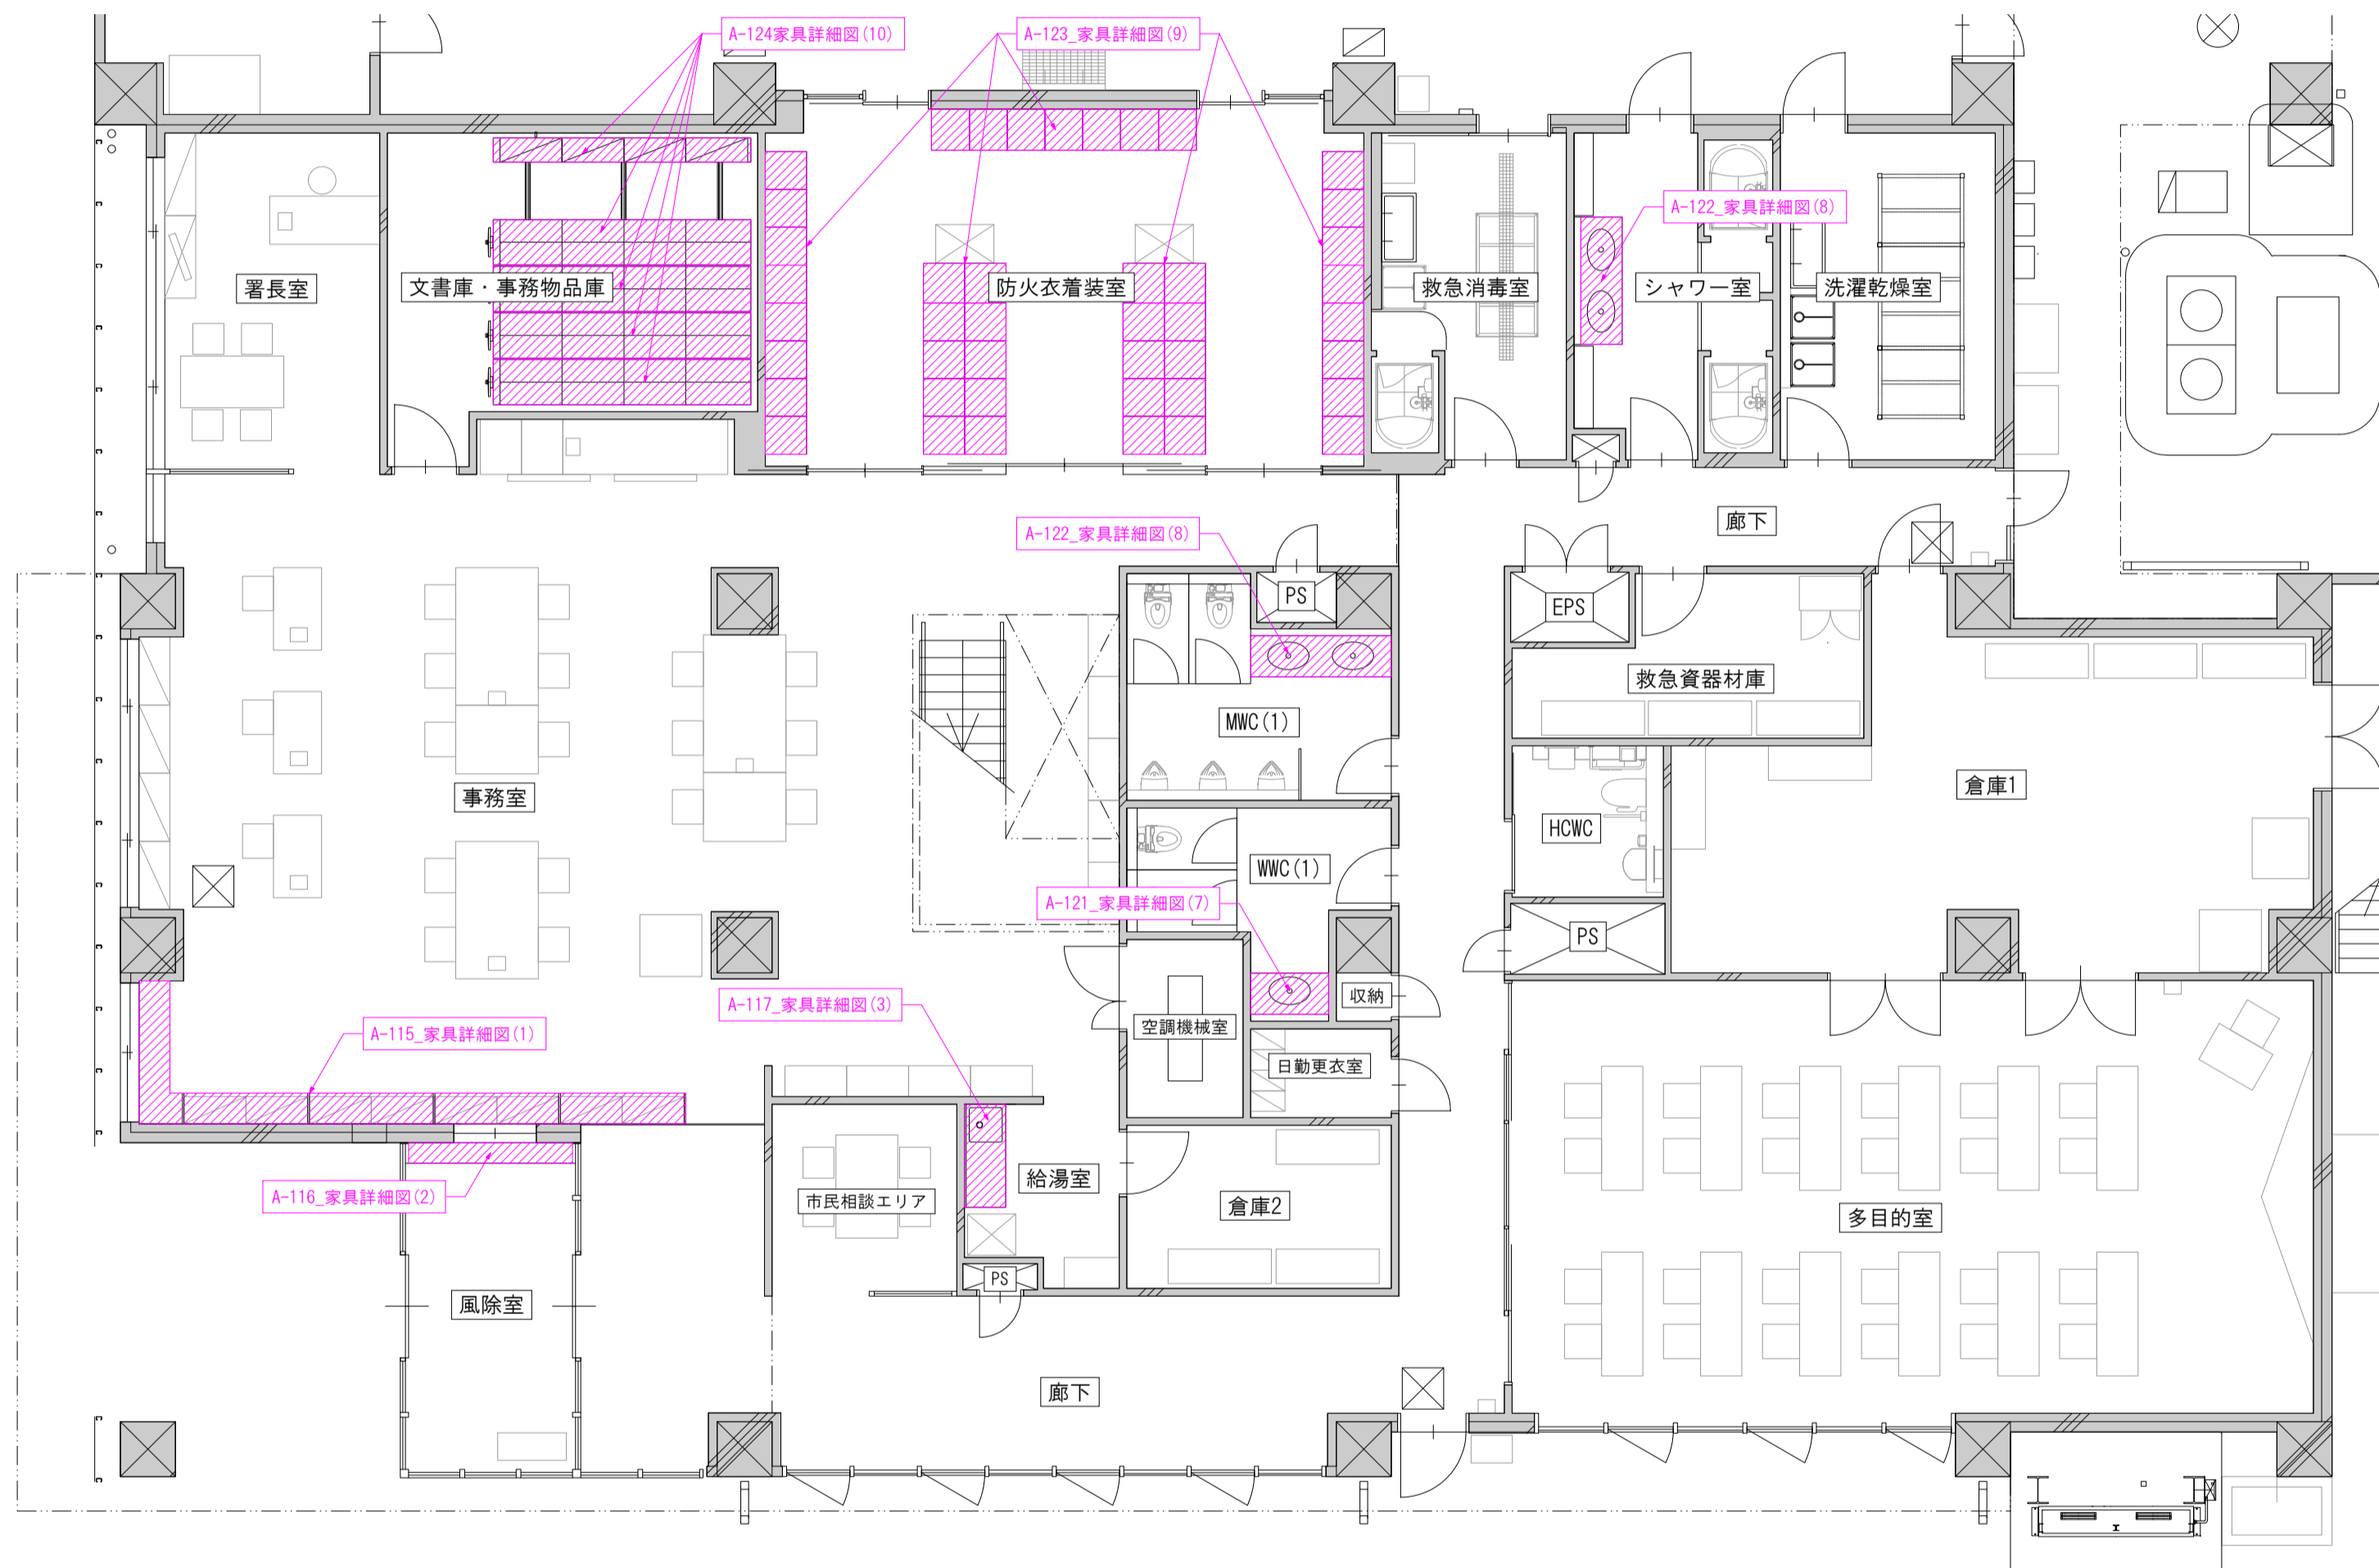 A-124家具詳細図(10)
A-123_家具詳細図(9)
A-122_家具詳細図(8)
署長室
文書庫・事務物品庫
防火衣着装室
救急消毒室
シャワー室
洗濯乾燥室
A-122_家具詳細図(8)
廊下
PS
EPS
救急資器材庫
MWC(1)
事務室
倉庫1
HCWC
WWC(1)
A-121_家具詳細図(7)
PS
A-117_家具詳細図(3)
収納
空調機械室
A-115_家具詳細図(1)
日勤更衣室
給湯室
A-116_家具詳細図(2)
市民相談エリア
倉庫2
多目的室
PS
風除室
廊下